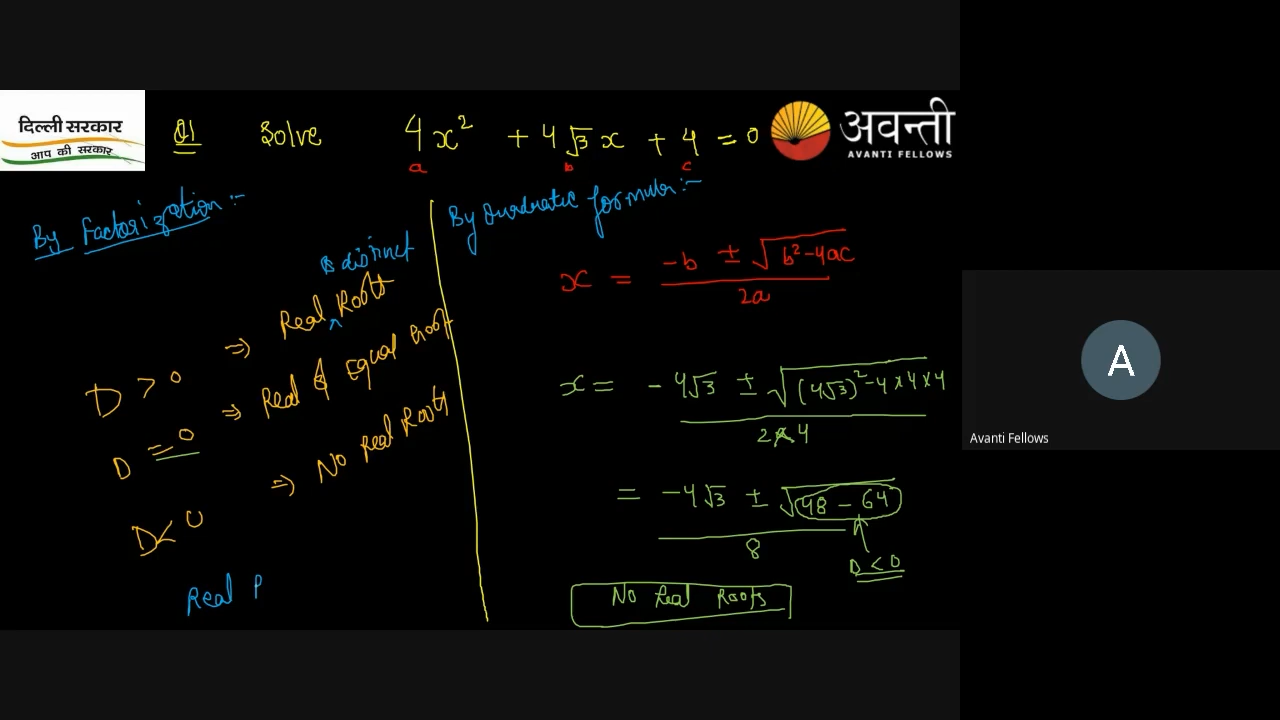 दिल्ली सरकार
आप की सरकार
Q1 Solve 4x² + 4√3x + 4 = 0
a b c
अवन्ती
AVANTI FELLOWS
By Factorization :-
& distinct
D > 0 ⇒ Real ^ Roots
D = 0 ⇒ Real & Equal Root
D < 0 ⇒ No Real Roots
Real
By Quadratic formula :-
x = (-b ± √(b²-4ac)) / 2a
x = (-4√3 ± √((4√3)²-4×4×4)) / 2×4
= (-4√3 ± √(48 - 64)) / 8
D < 0
No Real Roots
A
Avanti Fellows